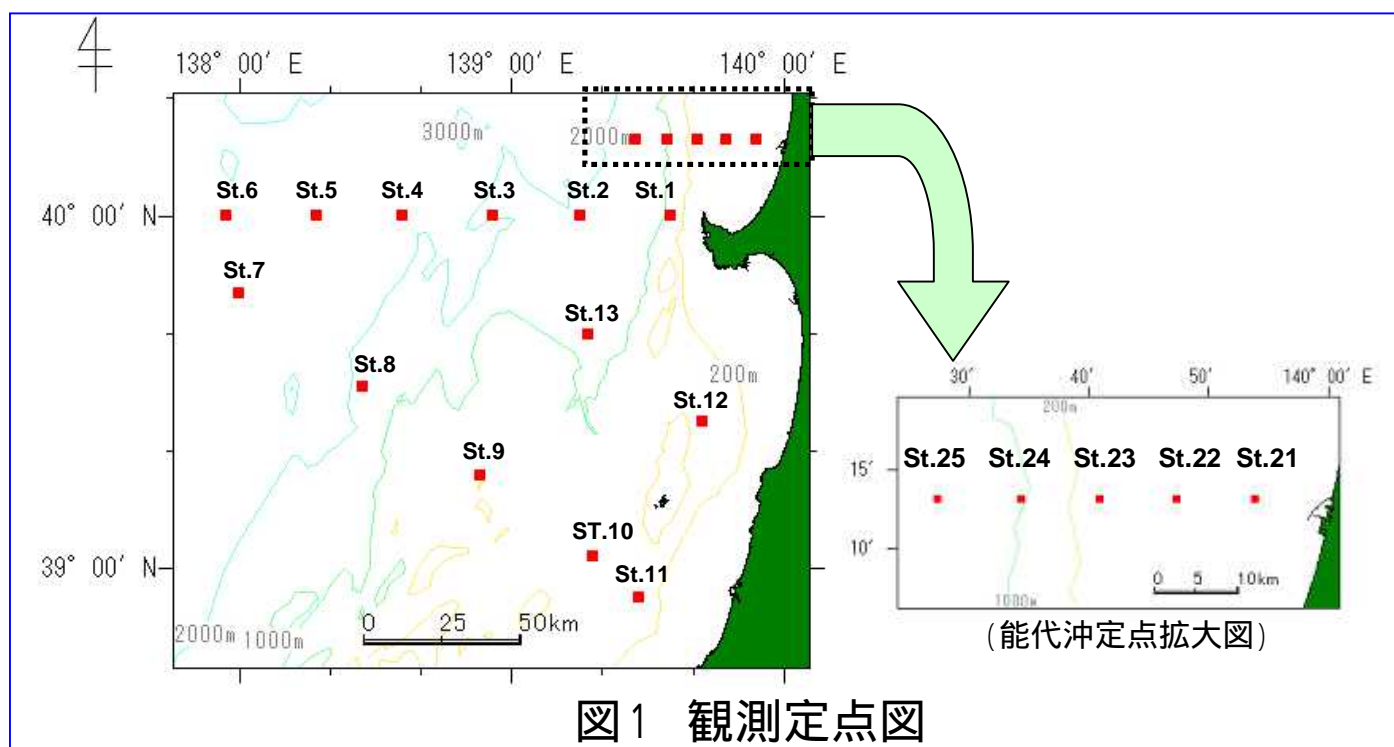 138° 00′ E
139° 00′ E
140° 00′ E
3000m
2000m
St.6
St.5
St.4
St.3
St.2
St.1
40° 00′ N
St.7
St.13
St.8
200m
St.12
St.9
ST.10
St.11
39° 00′ N
0 25 50km
2000m
1000m
30′
40′
50′
140° 00′ E
200m
15′
St.25
St.24
St.23
St.22
St.21
10′
0 5 10km
1000m
(能代沖定点拡大図)
図1 観測定点図